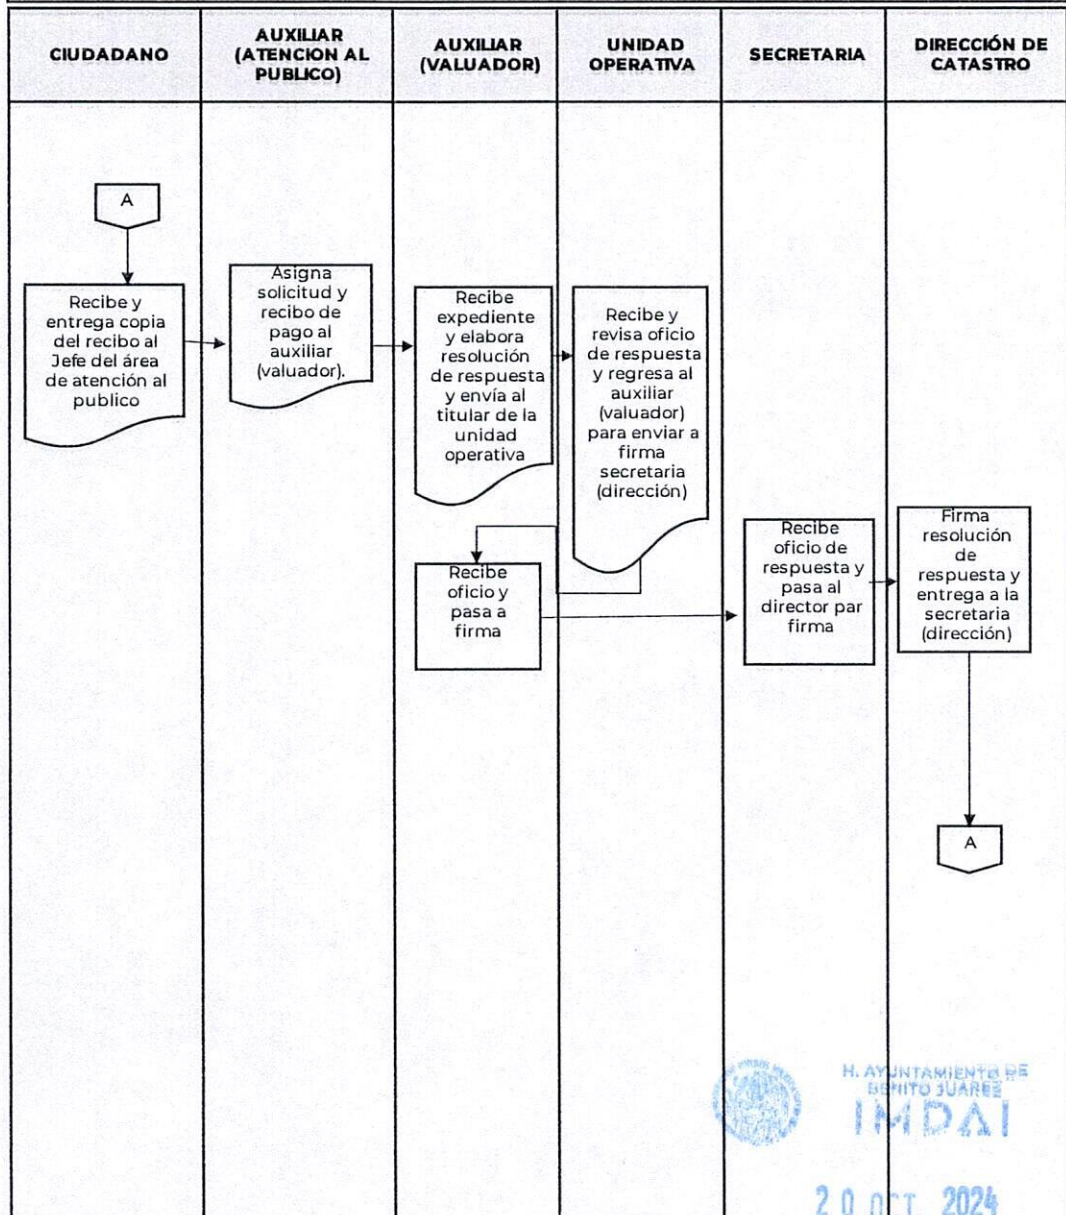 CIUDADANO
AUXILIAR
(ATENCION AL
PUBLICO)
AUXILIAR
(VALUADOR)
UNIDAD
OPERATIVA
SECRETARIA
DIRECCIÓN DE
CATASTRO
A
Recibe y
entrega copia
del recibo al
Jefe del área
de atención al
publico
Asigna
solicitud y
recibo de
pago al
auxiliar
(valuador).
Recibe
expediente
y elabora
resolución
de respuesta
y envía al
titular de la
unidad
operativa
Recibe y
revisa oficio
de respuesta
y regresa al
auxiliar
(valuador)
para enviar a
firma
secretaria
(dirección)
Recibe
oficio y
pasa a
firma
Recibe
oficio de
respuesta y
pasa al
director par
firma
Firma
resolución
de
respuesta y
entrega a la
secretaria
(dirección)
A
H. AYUNTAMIENTO DE
BENITO JUAREZ
IMDAI
20 OCT. 2024